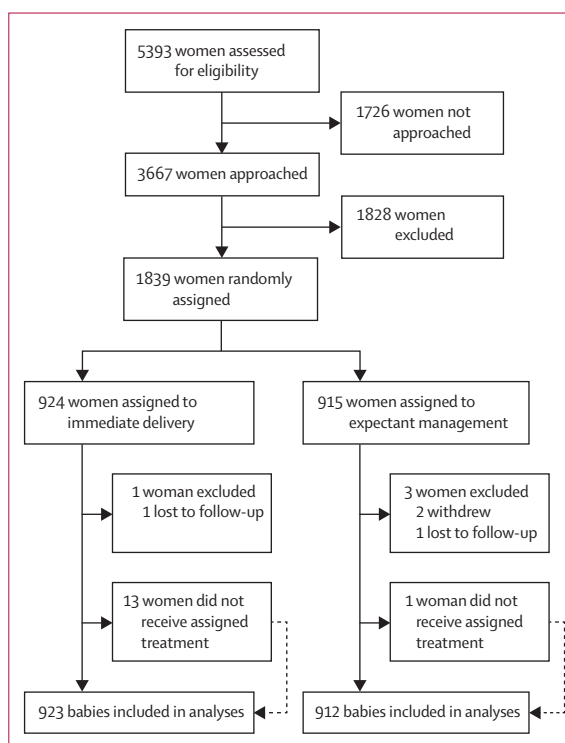 5393 women assessed
for eligibility
1726 women not
approached
3667 women approached
1828 women
excluded
1839 women randomly
assigned
924 women assigned to
immediate delivery
915 women assigned to
expectant management
1 woman excluded
1 lost to follow-up
3 women excluded
2 withdrew
1 lost to follow-up
13 women did not
receive assigned
treatment
1 woman did not
receive assigned
treatment
923 babies included in analyses
912 babies included in analyses